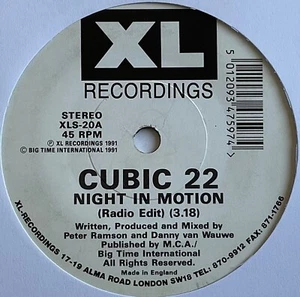 XL
RECORDINGS
STEREO
XLS-20A
45 RPM
5 012093 475974 >
Ⓟ XL RECORDINGS 1991
© BIG TIME INTERNATIONAL 1991
CUBIC 22
NIGHT IN MOTION
(Radio Edit) (3.18)
Written, Produced and Mixed by
Peter Ramson and Danny van Wauwe
Published by M.C.A./
Big Time International
All Rights Reserved.
Made in England
XL-RECORDINGS 17-19 ALMA ROAD LONDON SW18 TEL: 870-9912 FAX: 871-1766